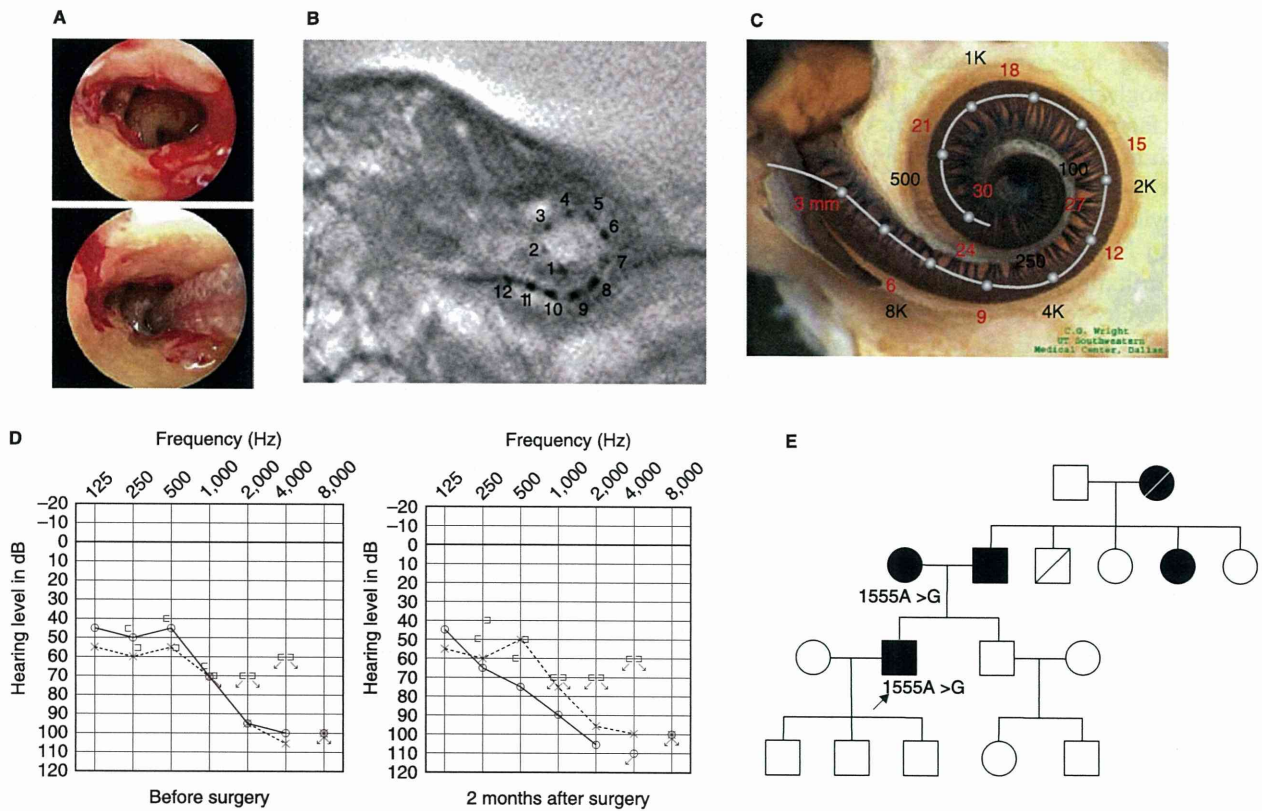 A
B
C
4
5
3
6
2
7
1
12
8
11
10
9
1K
18
21
15
500
100
2K
30
27
3 mm
24
12
250
6
8K
9
4K
C.G. Wright
UT Southwestern
Medical Center, Dallas
D
Frequency (Hz)
125 250 500 1,000 2,000 4,000 8,000
Hearing level in dB
–20
–10
0
10
20
30
40
50
60
70
80
90
100
110
120
Before surgery
Frequency (Hz)
125 250 500 1,000 2,000 4,000 8,000
Hearing level in dB
–20
–10
0
10
20
30
40
50
60
70
80
90
100
110
120
2 months after surgery
E
1555A >G
1555A >G